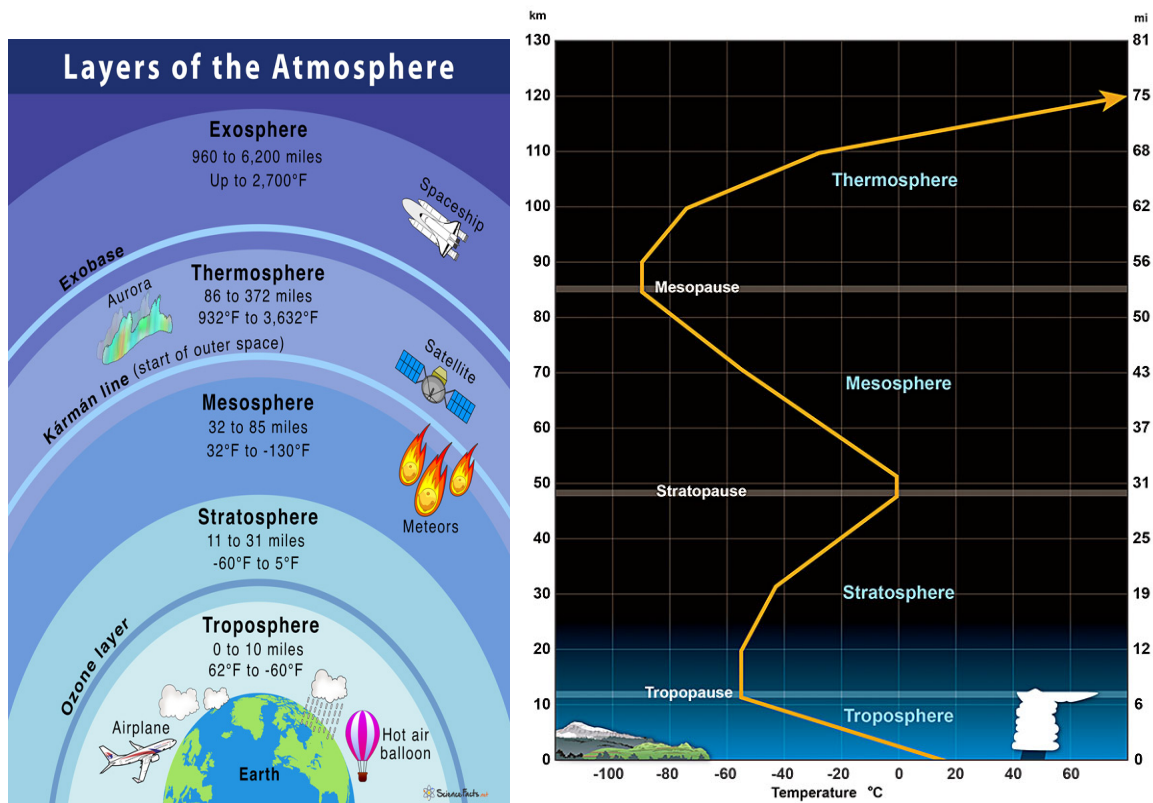 Layers of the Atmosphere
Exosphere
960 to 6,200 miles
Up to 2,700°F
Spaceship
Exobase
Thermosphere
86 to 372 miles
932°F to 3,632°F
Aurora
Satellite
Kármán line (start of outer space)
Mesosphere
32 to 85 miles
32°F to -130°F
Meteors
Stratosphere
11 to 31 miles
-60°F to 5°F
Ozone layer
Troposphere
0 to 10 miles
62°F to -60°F
Airplane
Hot air
balloon
Earth
ScienceFacts.net
km
mi
130
81
120
75
110
68
Thermosphere
100
62
90
56
Mesopause
80
50
70
43
Mesosphere
60
37
50
31
Stratopause
40
25
30
19
Stratosphere
20
12
Tropopause
10
6
Troposphere
0
0
-100 -80 -60 -40 -20 0 20 40 60
Temperature °C